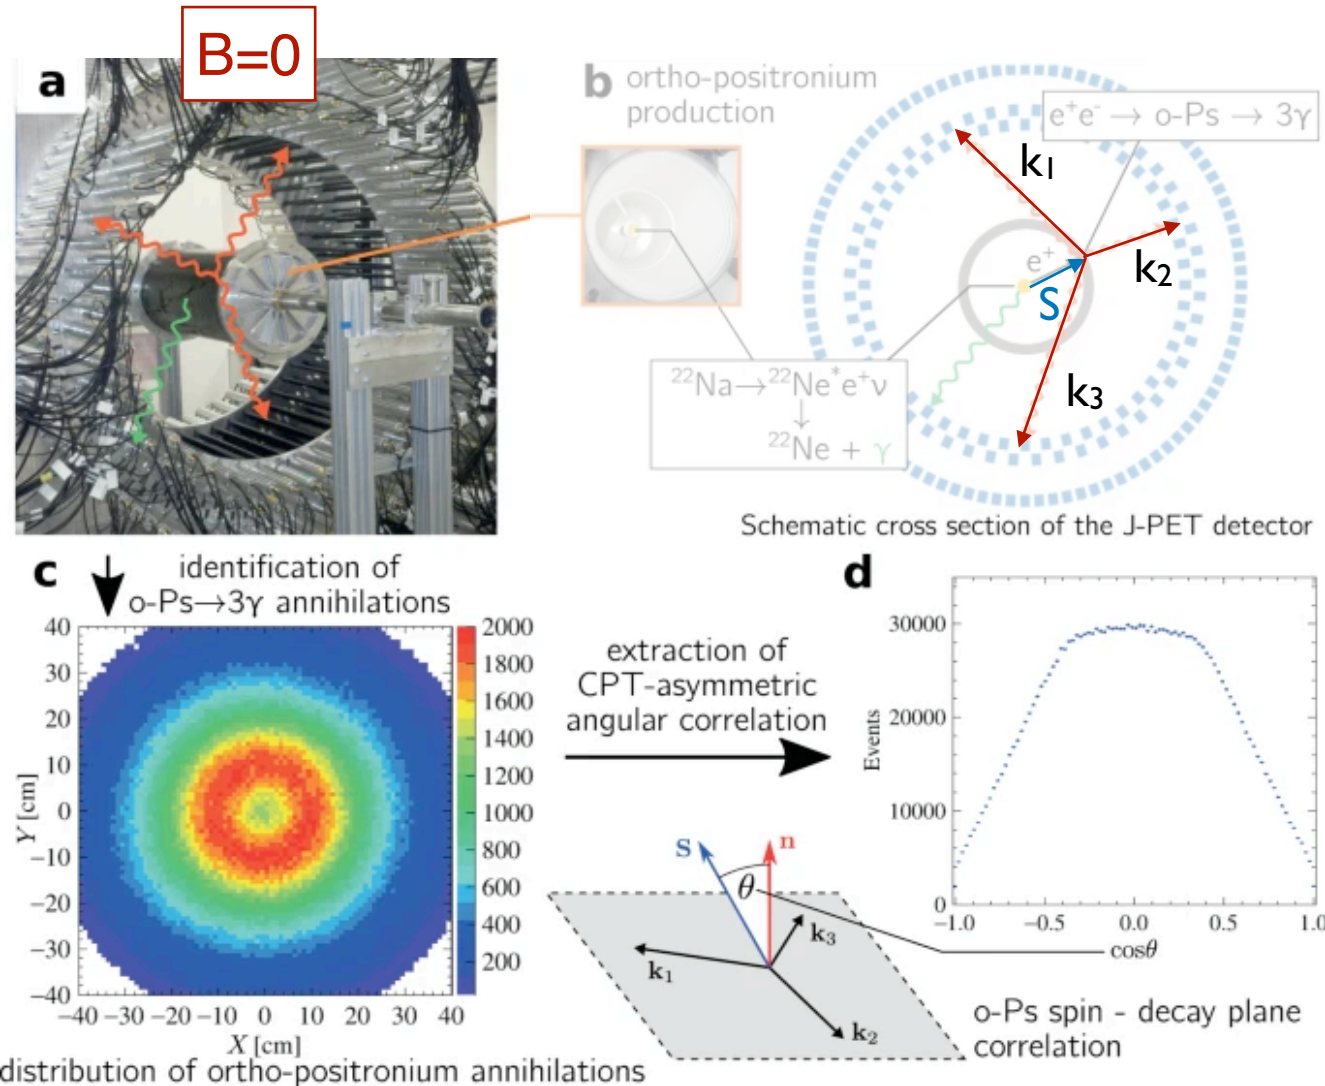 B=0
a
b ortho-positronium
production
e⁺e⁻ → o-Ps → 3γ
k₁
k₂
e⁺
S
k₃
²²Na→²²Ne*e⁺ν
↓
²²Ne + γ
Schematic cross section of the J-PET detector
c identification of
o-Ps→3γ annihilations
40
30
20
10
0
−10
−20
−30
−40
Y [cm]
−40 −30 −20 −10 0 10 20 30 40
X [cm]
2000
1800
1600
1400
1200
1000
800
600
400
200
distribution of ortho-positronium annihilations
extraction of
CPT-asymmetric
angular correlation
S n
θ
k₃
k₁
k₂
d
30000
20000
10000
0
Events
−1.0 −0.5 0.0 0.5 1.0
cosθ
o-Ps spin - decay plane
correlation